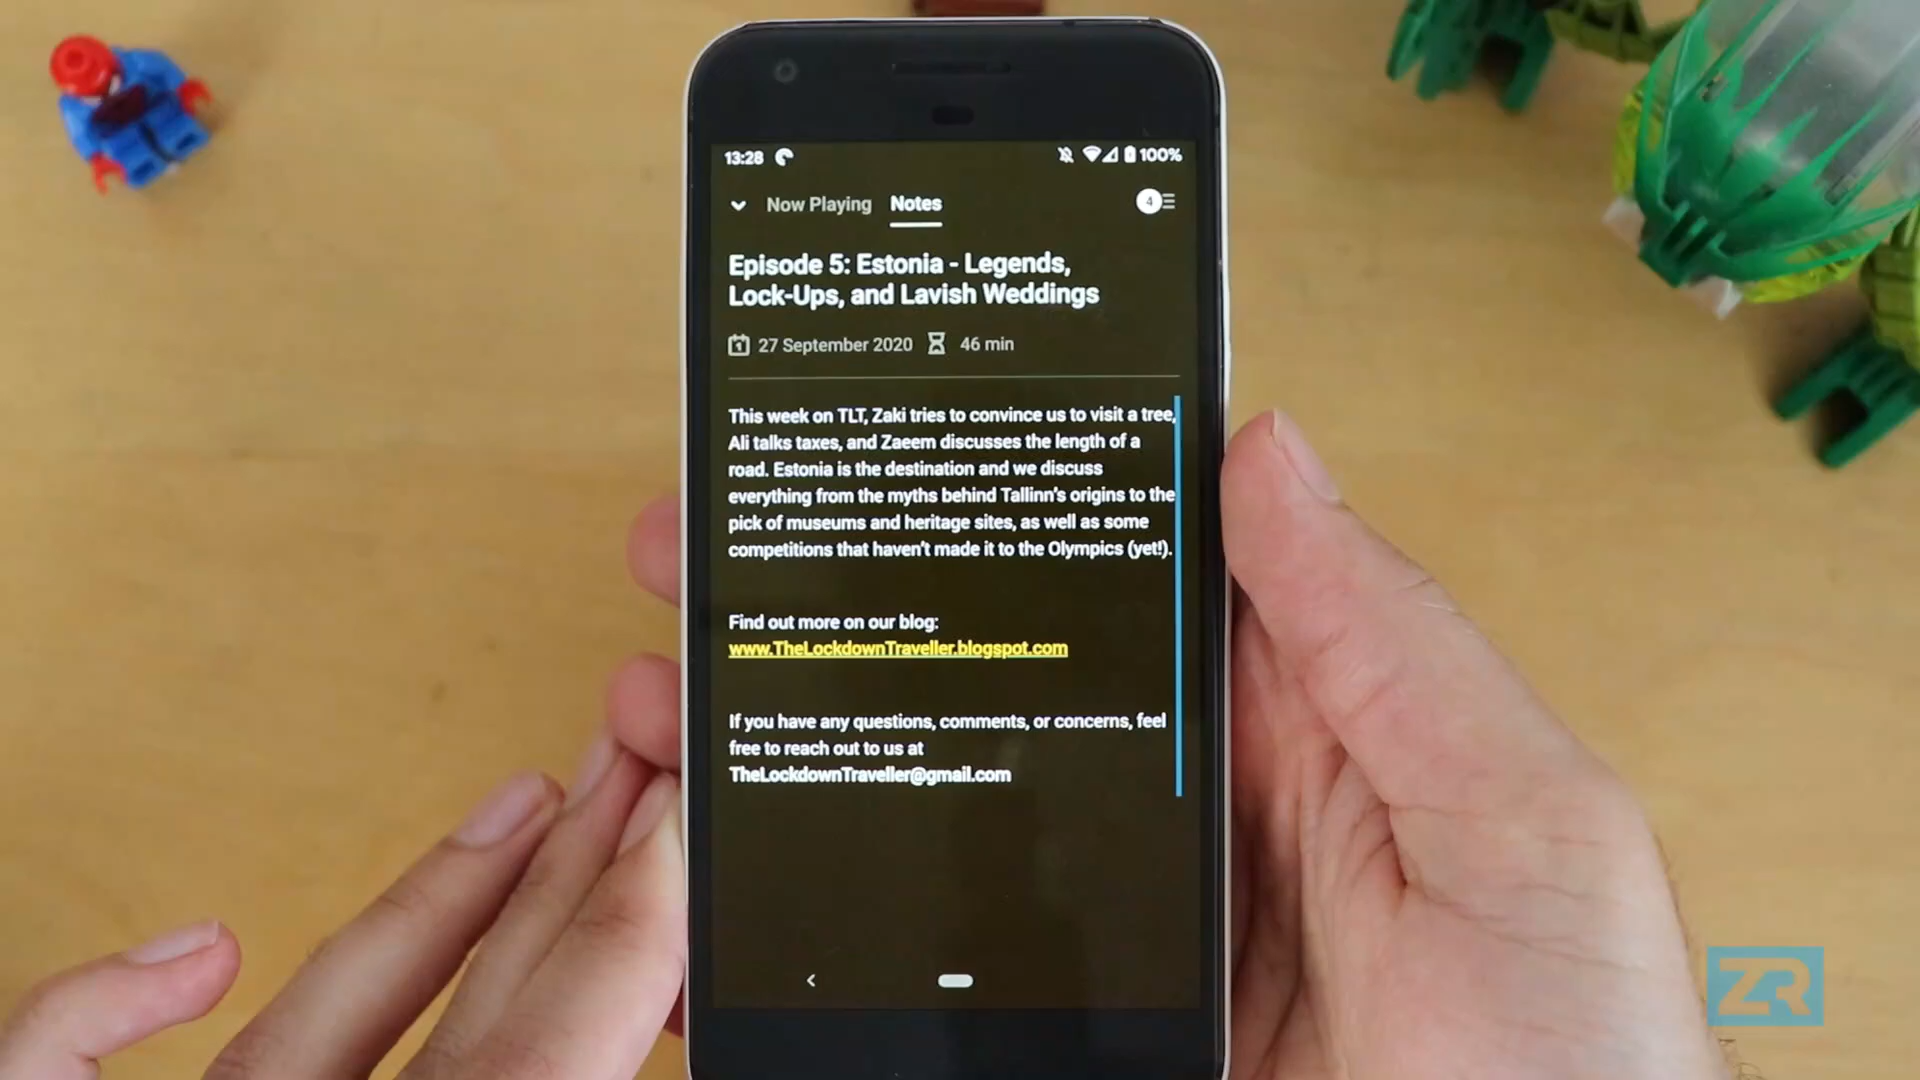 13:28
100%
Now Playing Notes
4
Episode 5: Estonia - Legends,
Lock-Ups, and Lavish Weddings
27 September 2020 46 min
This week on TLT, Zaki tries to convince us to visit a tree,
Ali talks taxes, and Zaeem discusses the length of a
road. Estonia is the destination and we discuss
everything from the myths behind Tallinn's origins to the
pick of museums and heritage sites, as well as some
competitions that haven't made it to the Olympics (yet!).
Find out more on our blog:
www.TheLockdownTraveller.blogspot.com
If you have any questions, comments, or concerns, feel
free to reach out to us at
TheLockdownTraveller@gmail.com
ZR